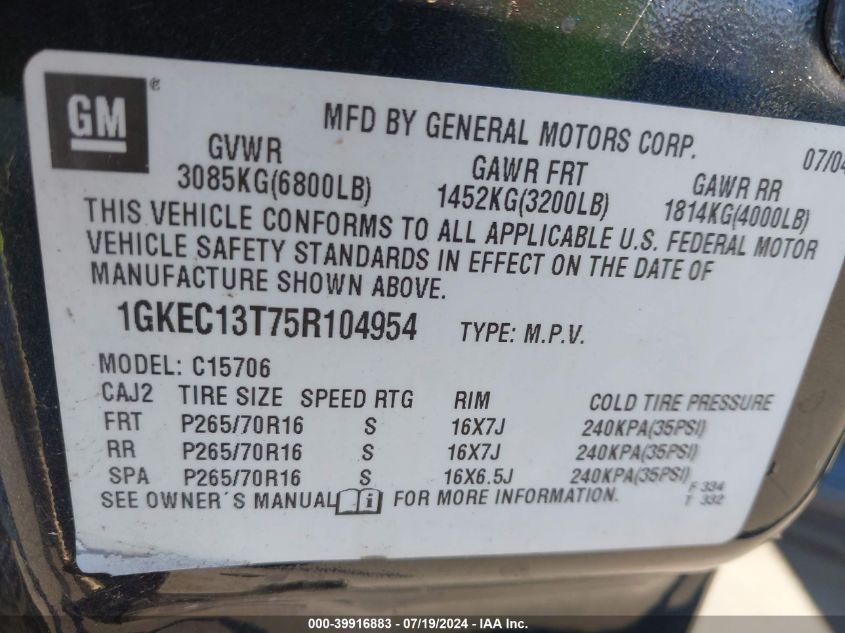 GM
MFD BY GENERAL MOTORS CORP.
07/04
GVWR GAWR FRT GAWR RR
3085KG(6800LB) 1452KG(3200LB) 1814KG(4000LB)
THIS VEHICLE CONFORMS TO ALL APPLICABLE U.S. FEDERAL MOTOR
VEHICLE SAFETY STANDARDS IN EFFECT ON THE DATE OF
MANUFACTURE SHOWN ABOVE.
1GKEC13T75R104954 TYPE: M.P.V.
MODEL: C15706
CAJ2 TIRE SIZE SPEED RTG RIM COLD TIRE PRESSURE
FRT P265/70R16 S 16X7J 240KPA(35PSI)
RR P265/70R16 S 16X7J 240KPA(35PSI)
SPA P265/70R16 S 16X6.5J 240KPA(35PSI)
SEE OWNER´S MANUAL i FOR MORE INFORMATION.
F 334
T 332
000-39916883 / 07/19/2024 - IAA Inc.